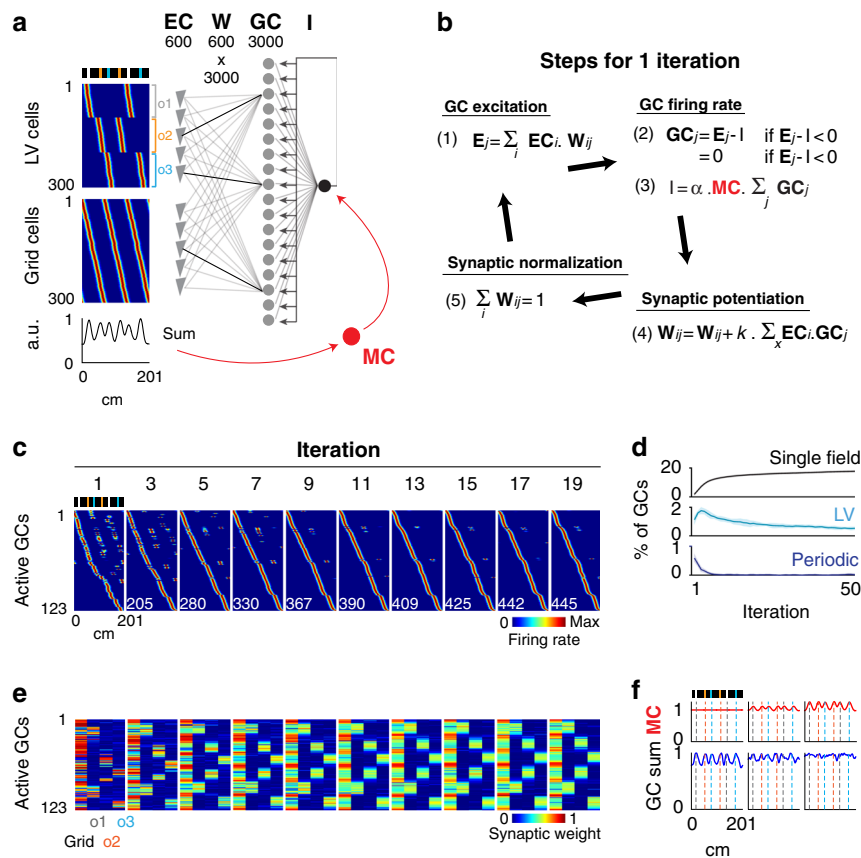 a
EC W GC I
600 600 3000
x
3000
1
LV cells
300
o1
o2
o3
1
Grid cells
300
a.u.
1
0
Sum
0 201
cm
MC
b
Steps for 1 iteration
GC excitation
(1) Ej=∑i ECi. Wij
GC firing rate
(2) GCj=Ej-I if Ej-I<0
=0 if Ej-I<0
(3) I=α.MC.∑j GCj
Synaptic normalization
(5) ∑i Wij=1
Synaptic potentiation
(4) Wij=Wij+k.∑x ECi.GCj
c
Iteration
1 3 5 7 9 11 13 15 17 19
1
Active GCs
123
205 280 330 367 390 409 425 442 445
0 201
cm
0 Max
Firing rate
d
% of GCs
20
0
Single field
2
0
LV
1
0
Periodic
1 50
Iteration
e
1
Active GCs
123
o1 o3
Grid o2
0 1
Synaptic weight
f
MC
1
0
GC sum
1
0
0 201
cm